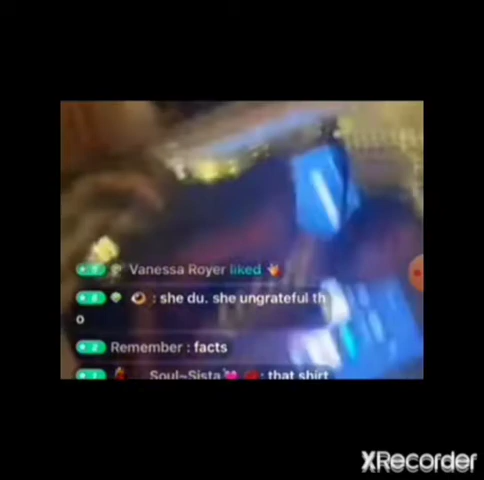 Vanessa Royer liked
: she du. she ungrateful th
o
Remember : facts
Soul~Sista : that shirt
XRecorder